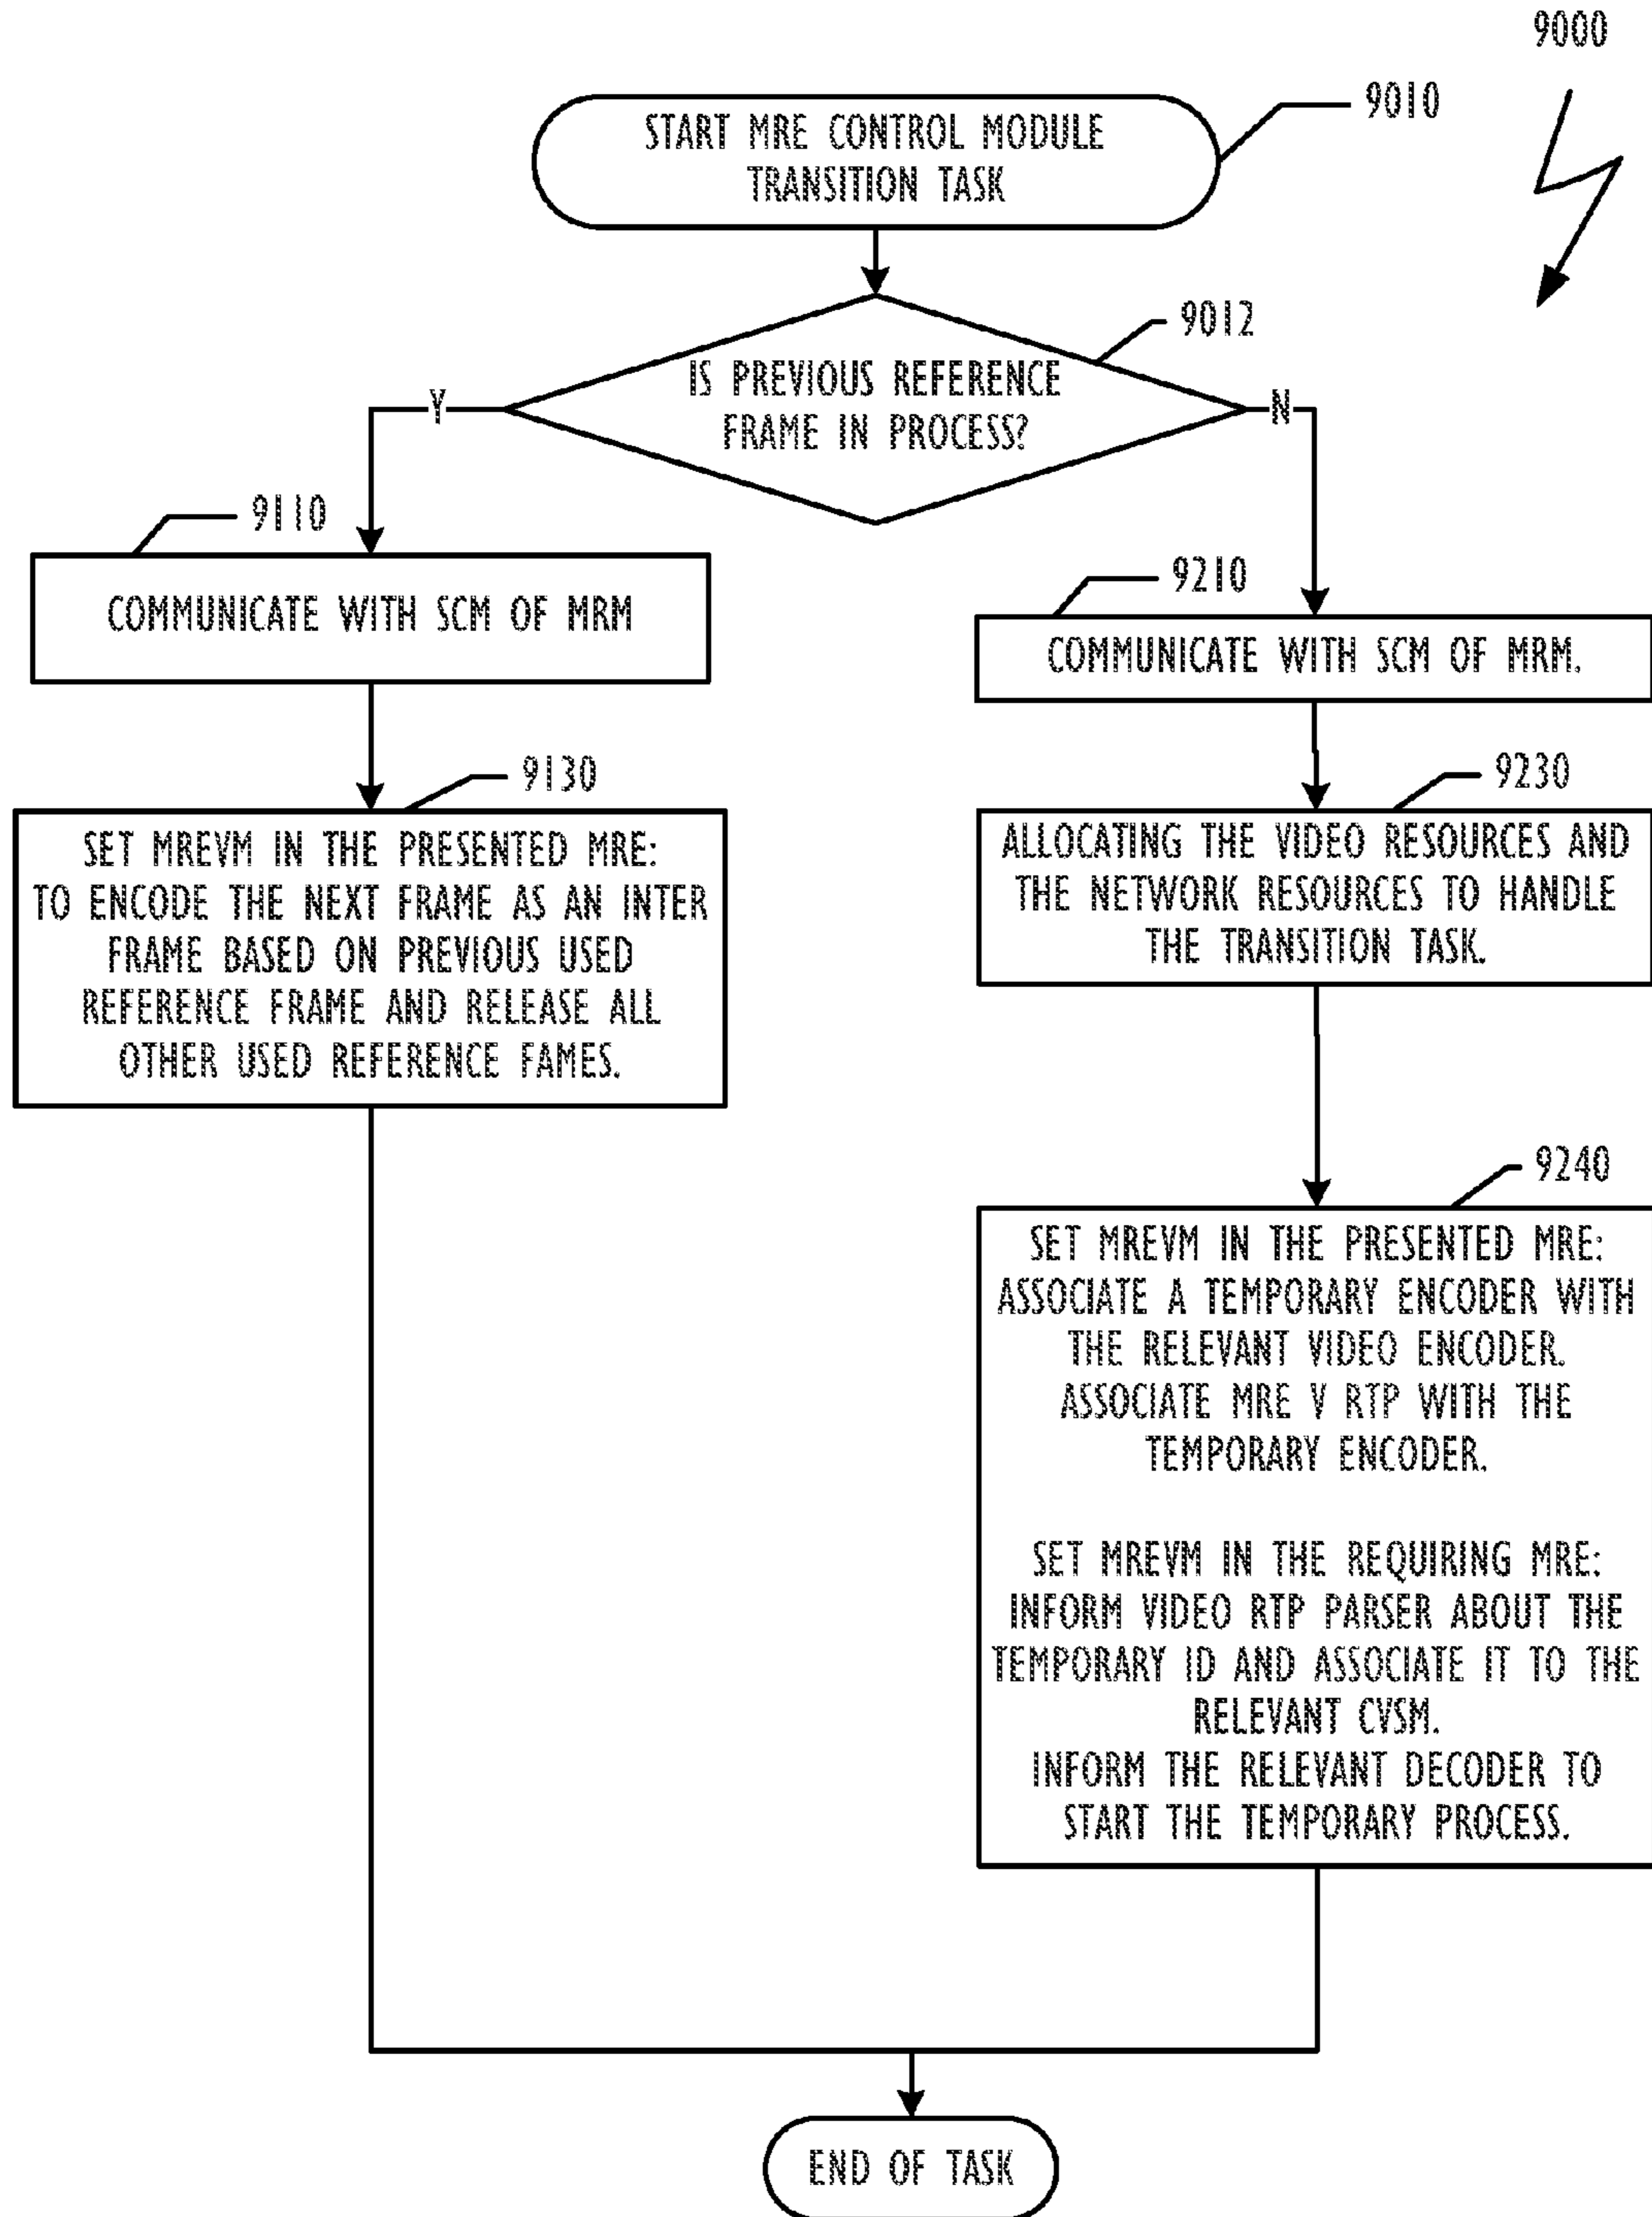 9000
START MRE CONTROL MODULE
TRANSITION TASK
9010
9012
IS PREVIOUS REFERENCE
FRAME IN PROCESS?
Y
N
9110
COMMUNICATE WITH SCM OF MRM
9210
COMMUNICATE WITH SCM OF MRM.
9130
SET MREVM IN THE PRESENTED MRE:
TO ENCODE THE NEXT FRAME AS AN INTER
FRAME BASED ON PREVIOUS USED
REFERENCE FRAME AND RELEASE ALL
OTHER USED REFERENCE FAMES.
9230
ALLOCATING THE VIDEO RESOURCES AND
THE NETWORK RESOURCES TO HANDLE
THE TRANSITION TASK.
9240
SET MREVM IN THE PRESENTED MRE:
ASSOCIATE A TEMPORARY ENCODER WITH
THE RELEVANT VIDEO ENCODER.
ASSOCIATE MRE V RTP WITH THE
TEMPORARY ENCODER.
SET MREVM IN THE REQUIRING MRE:
INFORM VIDEO RTP PARSER ABOUT THE
TEMPORARY ID AND ASSOCIATE IT TO THE
RELEVANT CVSM.
INFORM THE RELEVANT DECODER TO
START THE TEMPORARY PROCESS.
END OF TASK